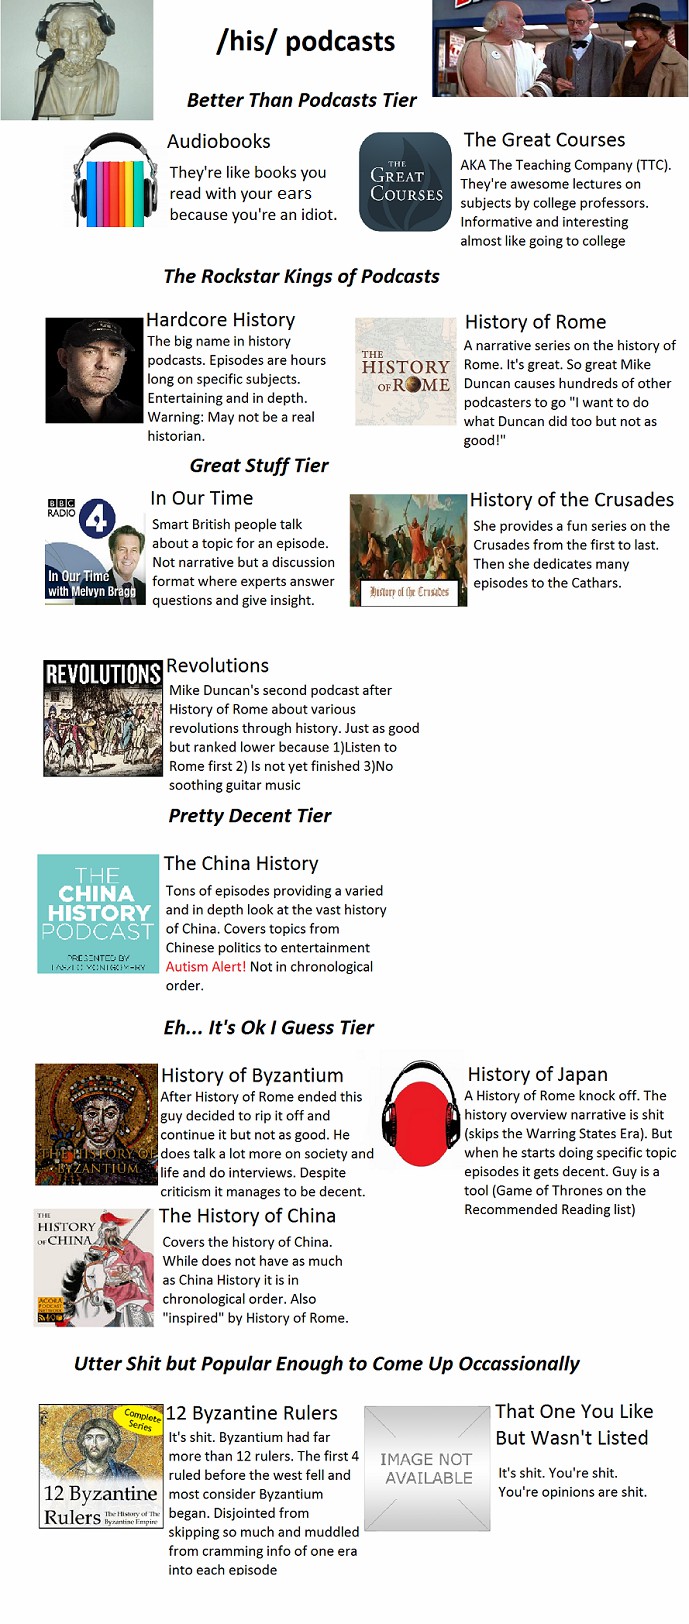 /his/ podcasts
Better Than Podcasts Tier
Audiobooks
They're like books you
read with your ears
because you're an idiot.
THE
GREAT
COURSES
The Great Courses
AKA The Teaching Company (TTC).
They're awesome lectures on
subjects by college professors.
Informative and interesting
almost like going to college
The Rockstar Kings of Podcasts
Hardcore History
The big name in history
podcasts. Episodes are hours
long on specific subjects.
Entertaining and in depth.
Warning: May not be a real
historian.
THE
HISTORY
OF ROME
History of Rome
A narrative series on the history of
Rome. It's great. So great Mike
Duncan causes hundreds of other
podcasters to go "I want to do
what Duncan did too but not as
good!"
Great Stuff Tier
BBC
RADIO
4
In Our Time
with Melvyn Bragg
In Our Time
Smart British people talk
about a topic for an episode.
Not narrative but a discussion
format where experts answer
questions and give insight.
History of the Crusades
History of the Crusades
She provides a fun series on the
Crusades from the first to last.
Then she dedicates many
episodes to the Cathars.
REVOLUTIONS
Revolutions
Mike Duncan's second podcast after
History of Rome about various
revolutions through history. Just as good
but ranked lower because 1)Listen to
Rome first 2) Is not yet finished 3)No
soothing guitar music
Pretty Decent Tier
THE
CHINA
HISTORY
PODCAST
PRESENTED BY
LASZLO MONTGOMERY
The China History
Tons of episodes providing a varied
and in depth look at the vast history
of China. Covers topics from
Chinese politics to entertainment
Autism Alert! Not in chronological
order.
Eh... It's Ok I Guess Tier
THE HISTORY OF
BYZANTIUM
History of Byzantium
After History of Rome ended this
guy decided to rip it off and
continue it but not as good. He
does talk a lot more on society and
life and do interviews. Despite
criticism it manages to be decent.
History of Japan
A History of Rome knock off. The
history overview narrative is shit
(skips the Warring States Era). But
when he starts doing specific topic
episodes it gets decent. Guy is a
tool (Game of Thrones on the
Recommended Reading list)
THE
HISTORY
OF CHINA
AGORA
PODCAST
NETWORK
The History of China
Covers the history of China.
While does not have as much
as China History it is in
chronological order. Also
"inspired" by History of Rome.
Utter Shit but Popular Enough to Come Up Occassionally
Complete
Series
12 Byzantine
Rulers The History of The
Byzantine Empire
12 Byzantine Rulers
It's shit. Byzantium had far
more than 12 rulers. The first 4
ruled before the west fell and
most consider Byzantium
began. Disjointed from
skipping so much and muddled
from cramming info of one era
into each episode
IMAGE NOT
AVAILABLE
That One You Like
But Wasn't Listed
It's shit. You're shit.
You're opinions are shit.